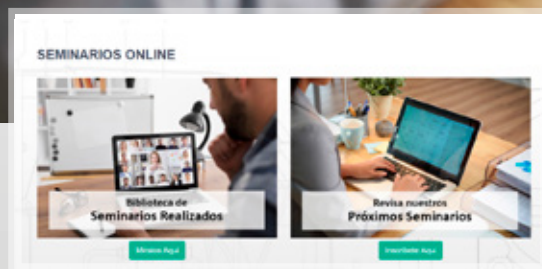 SEMINARIOS ONLINE
Biblioteca de
Seminarios Realizados
Revisa nuestros
Próximos Seminarios
Míralos Aquí
Inscríbete Aquí